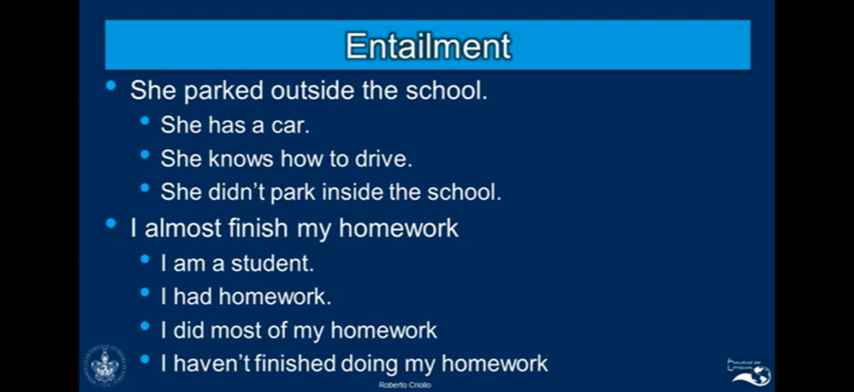 Entailment
She parked outside the school.
She has a car.
She knows how to drive.
She didn't park inside the school.
I almost finish my homework
I am a student.
I had homework.
I did most of my homework
I haven't finished doing my homework
Roberto Criollo